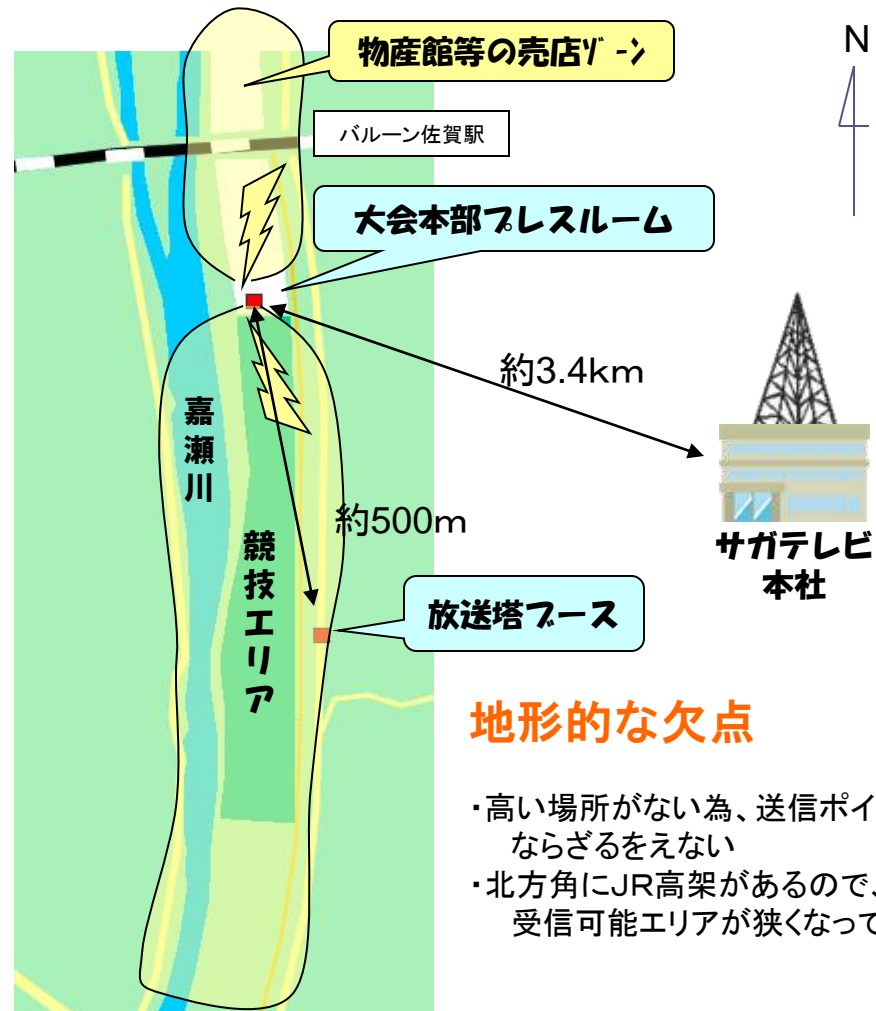 物産館等の売店ｿﾞｰﾝ
N
バルーン佐賀駅
大会本部プレスルーム
約3.4km
嘉瀬川
約500m
サガテレビ
本社
競技エリア
放送塔ブース
地形的な欠点
・高い場所がない為、送信ポイ
ならざるをえない
・北方角にJR高架があるので、
受信可能エリアが狭くなって